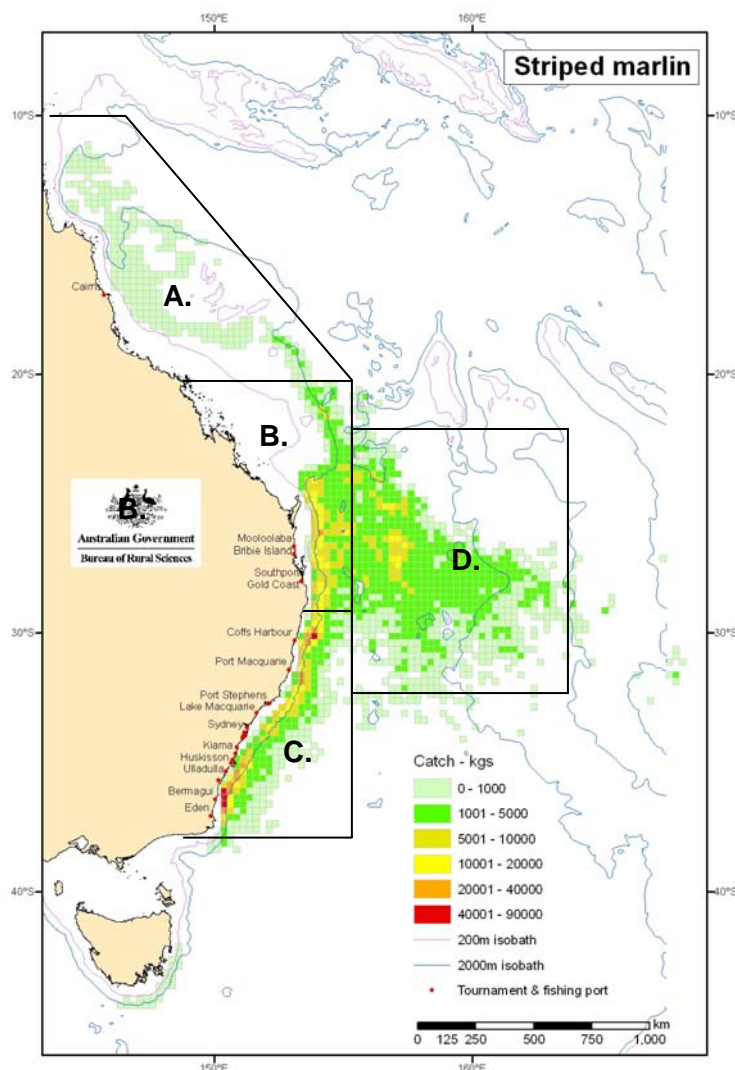 150°E
160°E
Striped marlin
10°S
10°S
A.
Cairns
20°S
20°S
B.
B.
Australian Government
Bureau of Rural Sciences
Mooloolaba
Bribie Island
D.
Southport
Gold Coast
30°S
30°S
Coffs Harbour
Port Macquarie
Port Stephens
Lake Macquarie
Sydney
C.
Kiama
Huskisson
Ulladulla
Bermagui
Eden
Catch - kgs
0 - 1000
1001 - 5000
5001 - 10000
10001 - 20000
20001 - 40000
40001 - 90000
200m isobath
2000m isobath
Tournament & fishing port
40°S
40°S
km
0 125 250 500 750 1,000
150°E
160°E